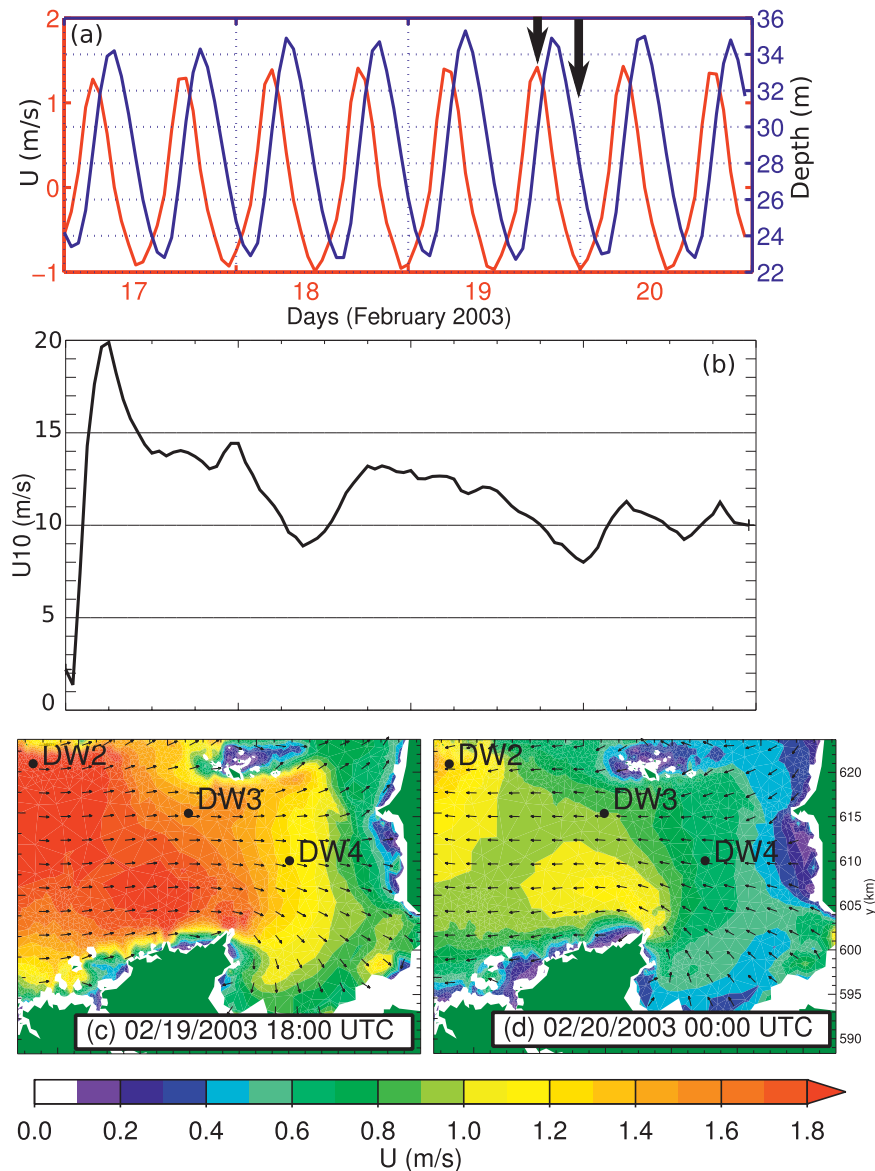 (a)
2
1
0
−1
U (m/s)
36
34
32
30
28
26
24
22
Depth (m)
17 18 19 20
Days (February 2003)
(b)
20
15
10
5
0
U10 (m/s)
DW2
DW3
DW4
(c) 02/19/2003 18:00 UTC
DW2
DW3
DW4
(d) 02/20/2003 00:00 UTC
620
615
610
605
600
595
590
y (km)
0.0 0.2 0.4 0.6 0.8 1.0 1.2 1.4 1.6 1.8
U (m/s)